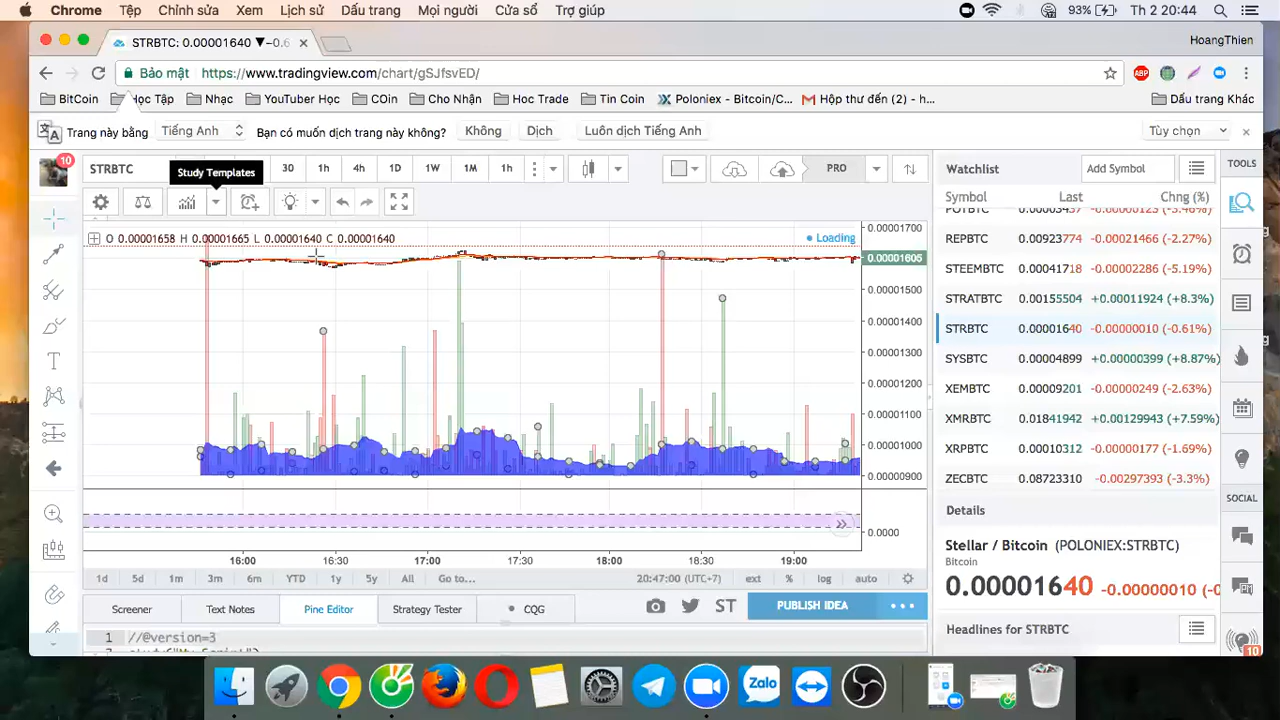 Chrome Tệp Chỉnh sửa Xem Lịch sử Dấu trang Mọi người Cửa sổ Trợ giúp 93% Th 2 20:44
STRBTC: 0.00001640 ▼−0.6 HoangThien
Bảo mật https://www.tradingview.com/chart/gSJfsvED/ ABP
BitCoin Học Tập Nhạc YouTuber Học COin Cho Nhận Hoc Trade Tin Coin Poloniex - Bitcoin/C... Hộp thư đến (2) - h... Dấu trang Khác
Trang này bằng Tiếng Anh Bạn có muốn dịch trang này không? Không Dịch Luôn dịch Tiếng Anh Tùy chọn
10 STRBTC 30 1h 4h 1D 1W 1M 1h PRO Watchlist Add Symbol TOOLS
Study Templates
Symbol Last Chng (%)
POTBTC 0.00003437 -0.00000123 (-3.46%)
O 0.00001658 H 0.00001665 L 0.00001640 C 0.00001640 Loading
REPBTC 0.00923774 -0.00021466 (-2.27%)
STEEMBTC 0.00041718 -0.00002286 (-5.19%)
STRATBTC 0.00155504 +0.00011924 (+8.3%)
STRBTC 0.00001640 -0.00000010 (-0.61%)
SYSBTC 0.00004899 +0.00000399 (+8.87%)
XEMBTC 0.00009201 -0.00000249 (-2.63%)
XMRBTC 0.01841942 +0.00129943 (+7.59%)
XRPBTC 0.00010312 -0.00000177 (-1.69%)
ZECBTC 0.08723310 -0.00297393 (-3.3%)
0.00001700
0.00001605
0.00001500
0.00001400
0.00001300
0.00001200
0.00001100
0.00001000
0.00000900
0.0000
SOCIAL
Details
Stellar / Bitcoin (POLONIEX:STRBTC)
Bitcoin
0.00001640 -0.00000010 (-0
Headlines for STRBTC
10
16:00 16:30 17:00 17:30 18:00 18:30 19:00
1d 5d 1m 3m 6m YTD 1y 5y All Go to... 20:47:00 (UTC+7) ext % log auto
Screener Text Notes Pine Editor Strategy Tester CQG ST PUBLISH IDEA
1 //@version=3
Zalo